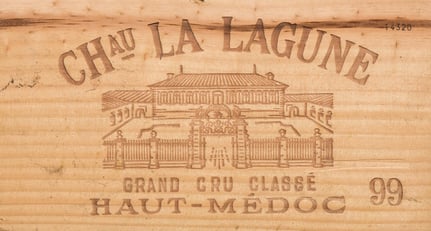 14320
CHAU LA LAGUNE
GRAND CRU CLASSÉ
HAUT-MÉDOC 99